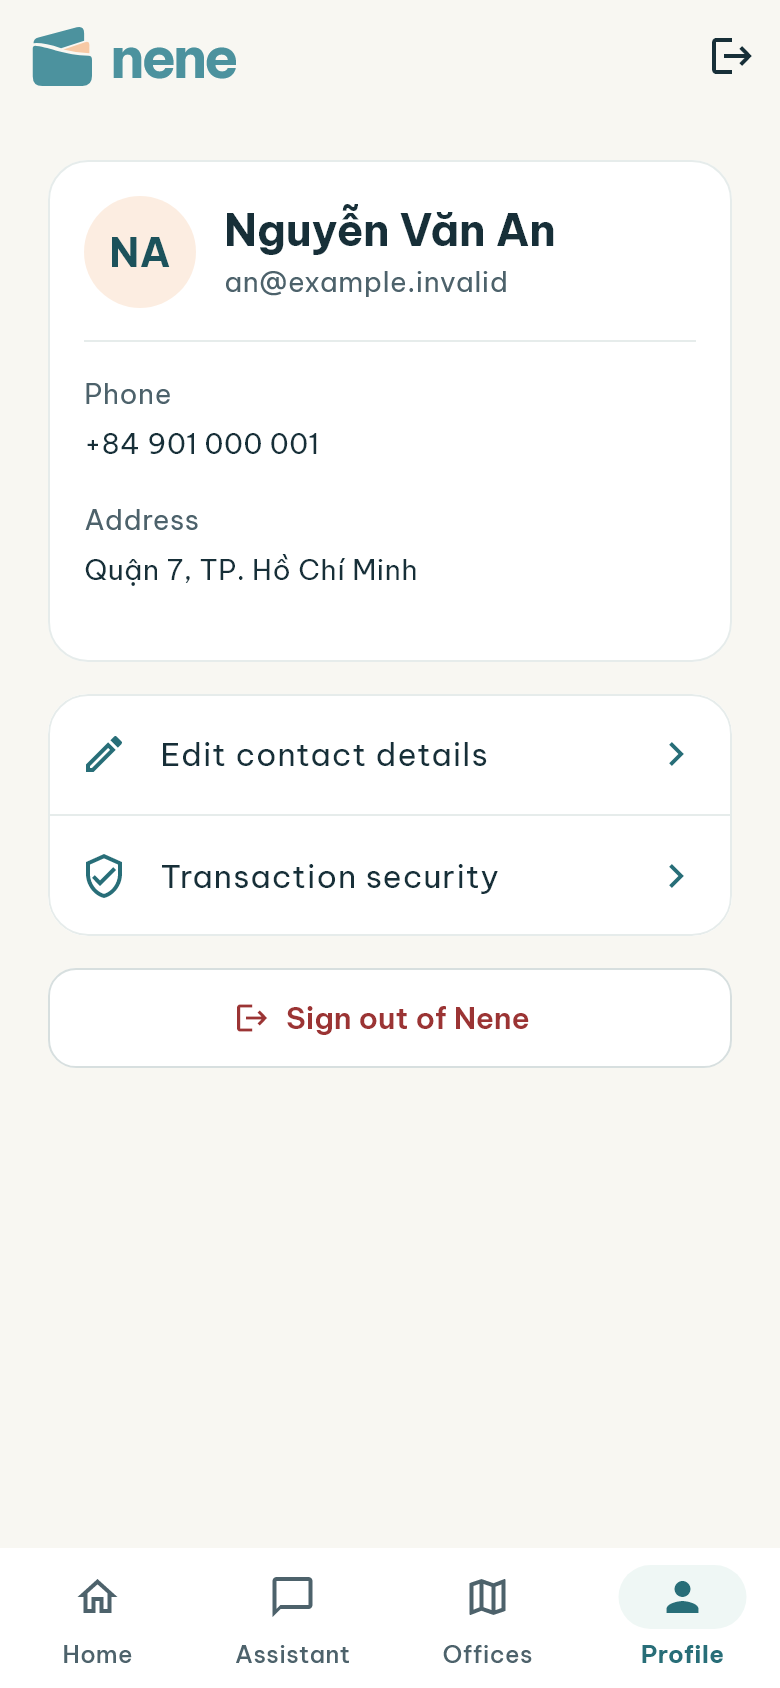 nene
NA
Nguyễn Văn An
an@example.invalid
Phone
+84 901 000 001
Address
Quận 7, TP. Hồ Chí Minh
Edit contact details
Transaction security
Sign out of Nene
Home
Assistant
Offices
Profile